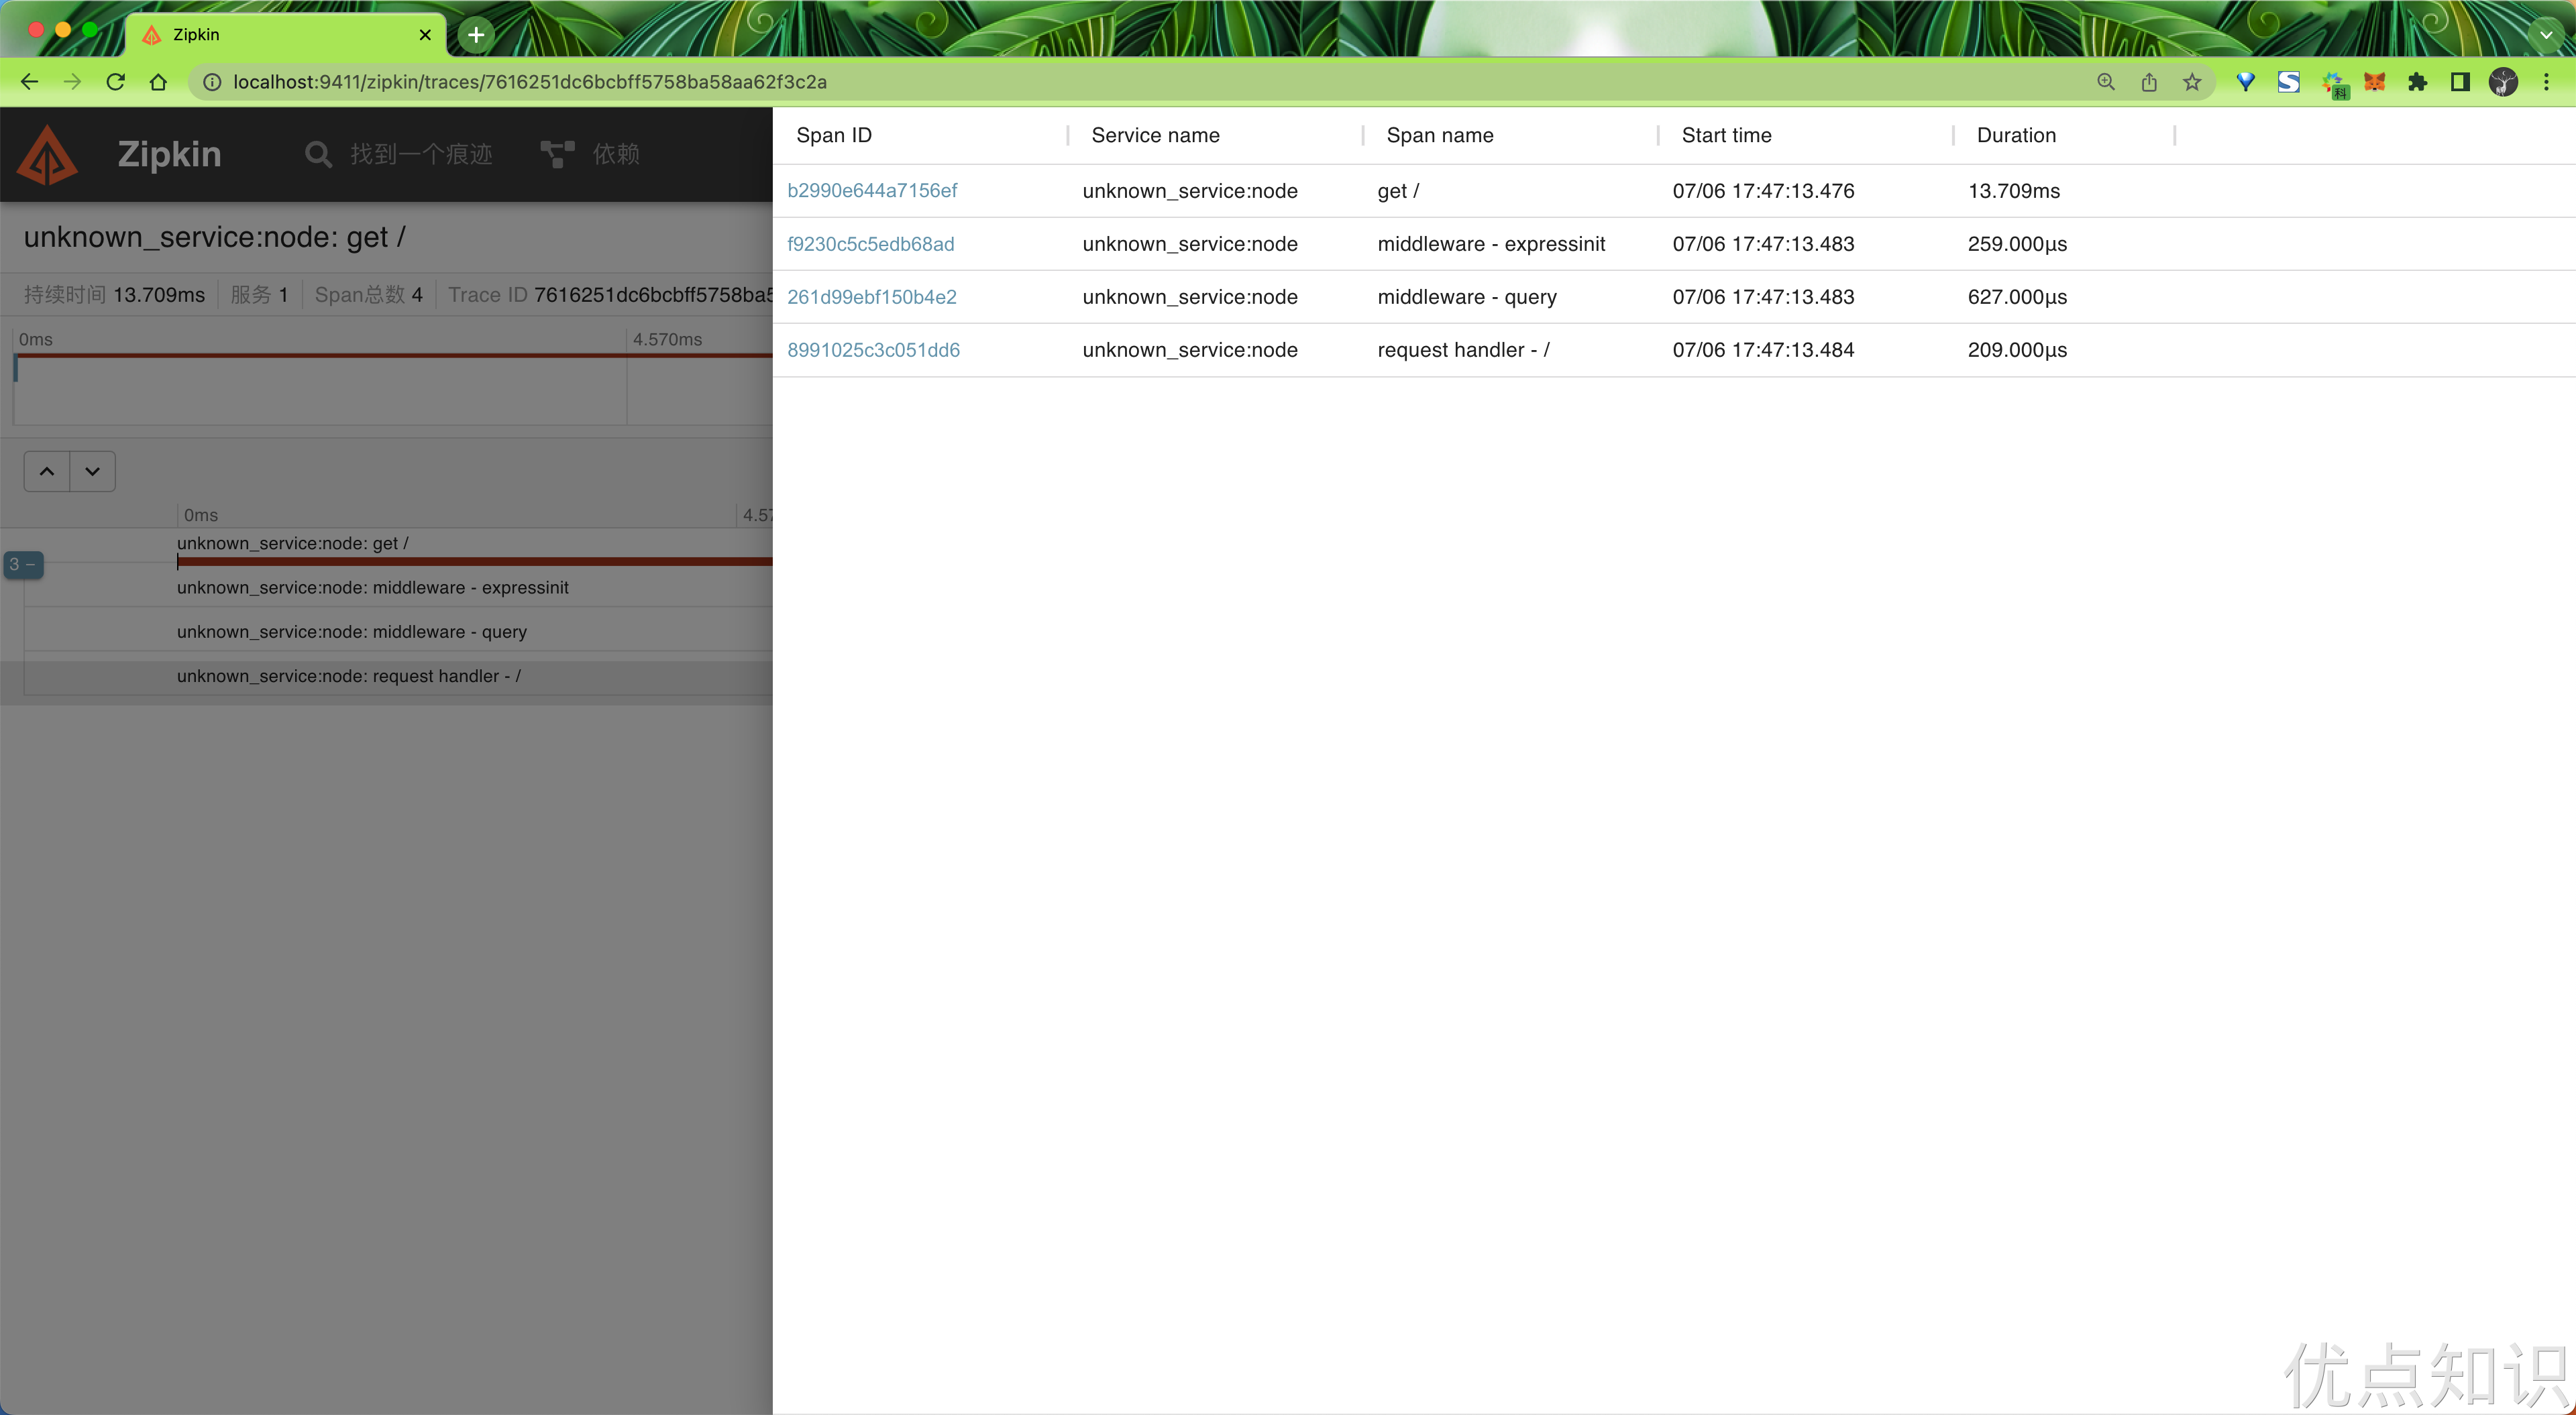 Zipkin
localhost:9411/zipkin/traces/7616251dc6bcbff5758ba58aa62f3c2a
科
Zipkin 找到一个痕迹 依赖
unknown_service:node: get /
持续时间 13.709ms 服务 1 Span总数 4 Trace ID 7616251dc6bcbff5758ba5
0ms 4.570ms
0ms 4.57
unknown_service:node: get /
3 −
unknown_service:node: middleware - expressinit
unknown_service:node: middleware - query
unknown_service:node: request handler - /
Span ID Service name Span name Start time Duration
b2990e644a7156ef unknown_service:node get / 07/06 17:47:13.476 13.709ms
f9230c5c5edb68ad unknown_service:node middleware - expressinit 07/06 17:47:13.483 259.000μs
261d99ebf150b4e2 unknown_service:node middleware - query 07/06 17:47:13.483 627.000μs
8991025c3c051dd6 unknown_service:node request handler - / 07/06 17:47:13.484 209.000μs
优点知识